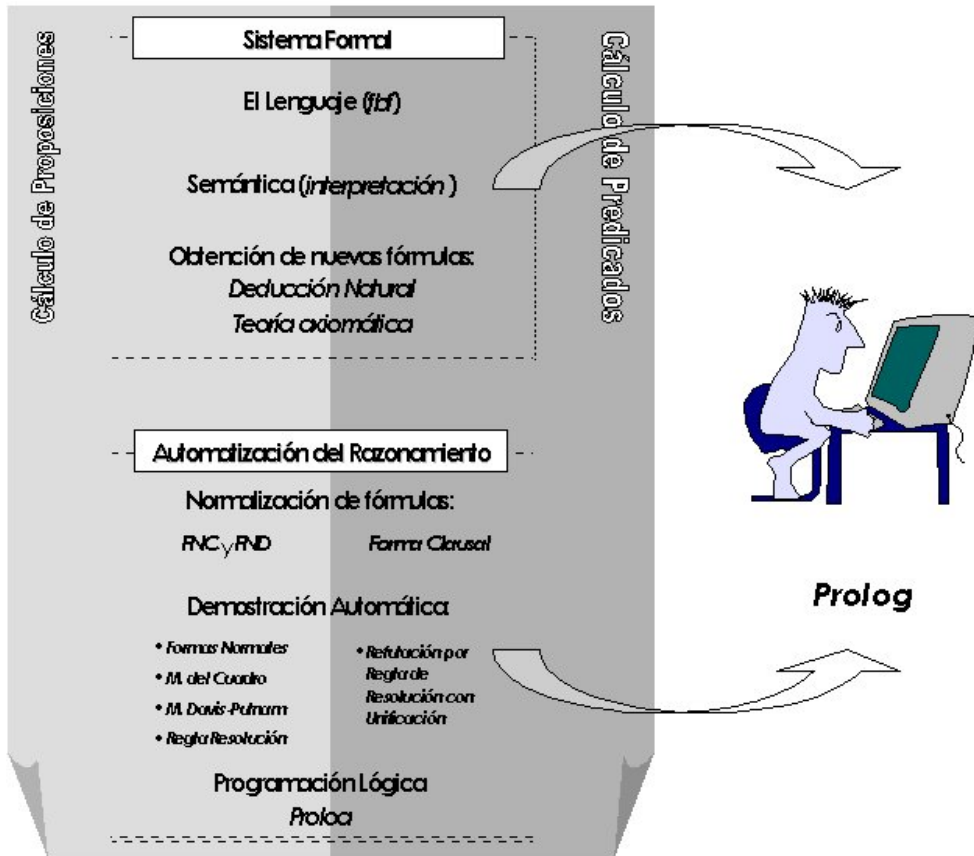 Cálculo de Proposiciones
Sistema Formal
El Lenguaje (fbf)
Semántica (interpretación )
Obtención de nuevas fórmulas:
Deducción Natural
Teoría axiomática
Cálculo de Predicados
Automatización del Razonamiento
Normalización de fórmulas:
FNC y FND
Forma Clausal
Demostración Automática
• Formas Normales
• M. del Cuadro
• M. Davis-Putnam
• Regla Resolución
• Refutación por
Regla de
Resolución con
Unificación
Programación Lógica
Prolog
Prolog